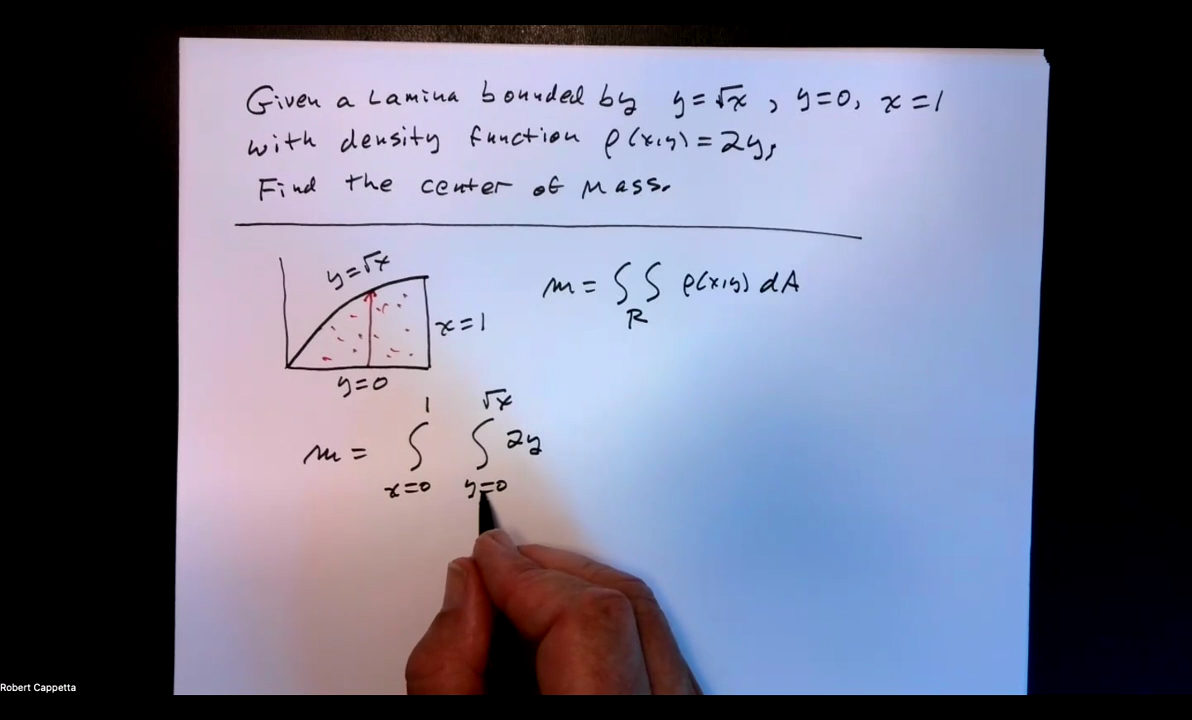 Given a Lamina bounded by y=√x, y=0, x=1
with density function ρ(x,y)=2y,
Find the center of Mass.
y=√x
m = ∫∫ ρ(x,y) dA
R
x=1
y=0
1 √x
m = ∫ ∫ 2y
x=0 y=0
Robert Cappetta